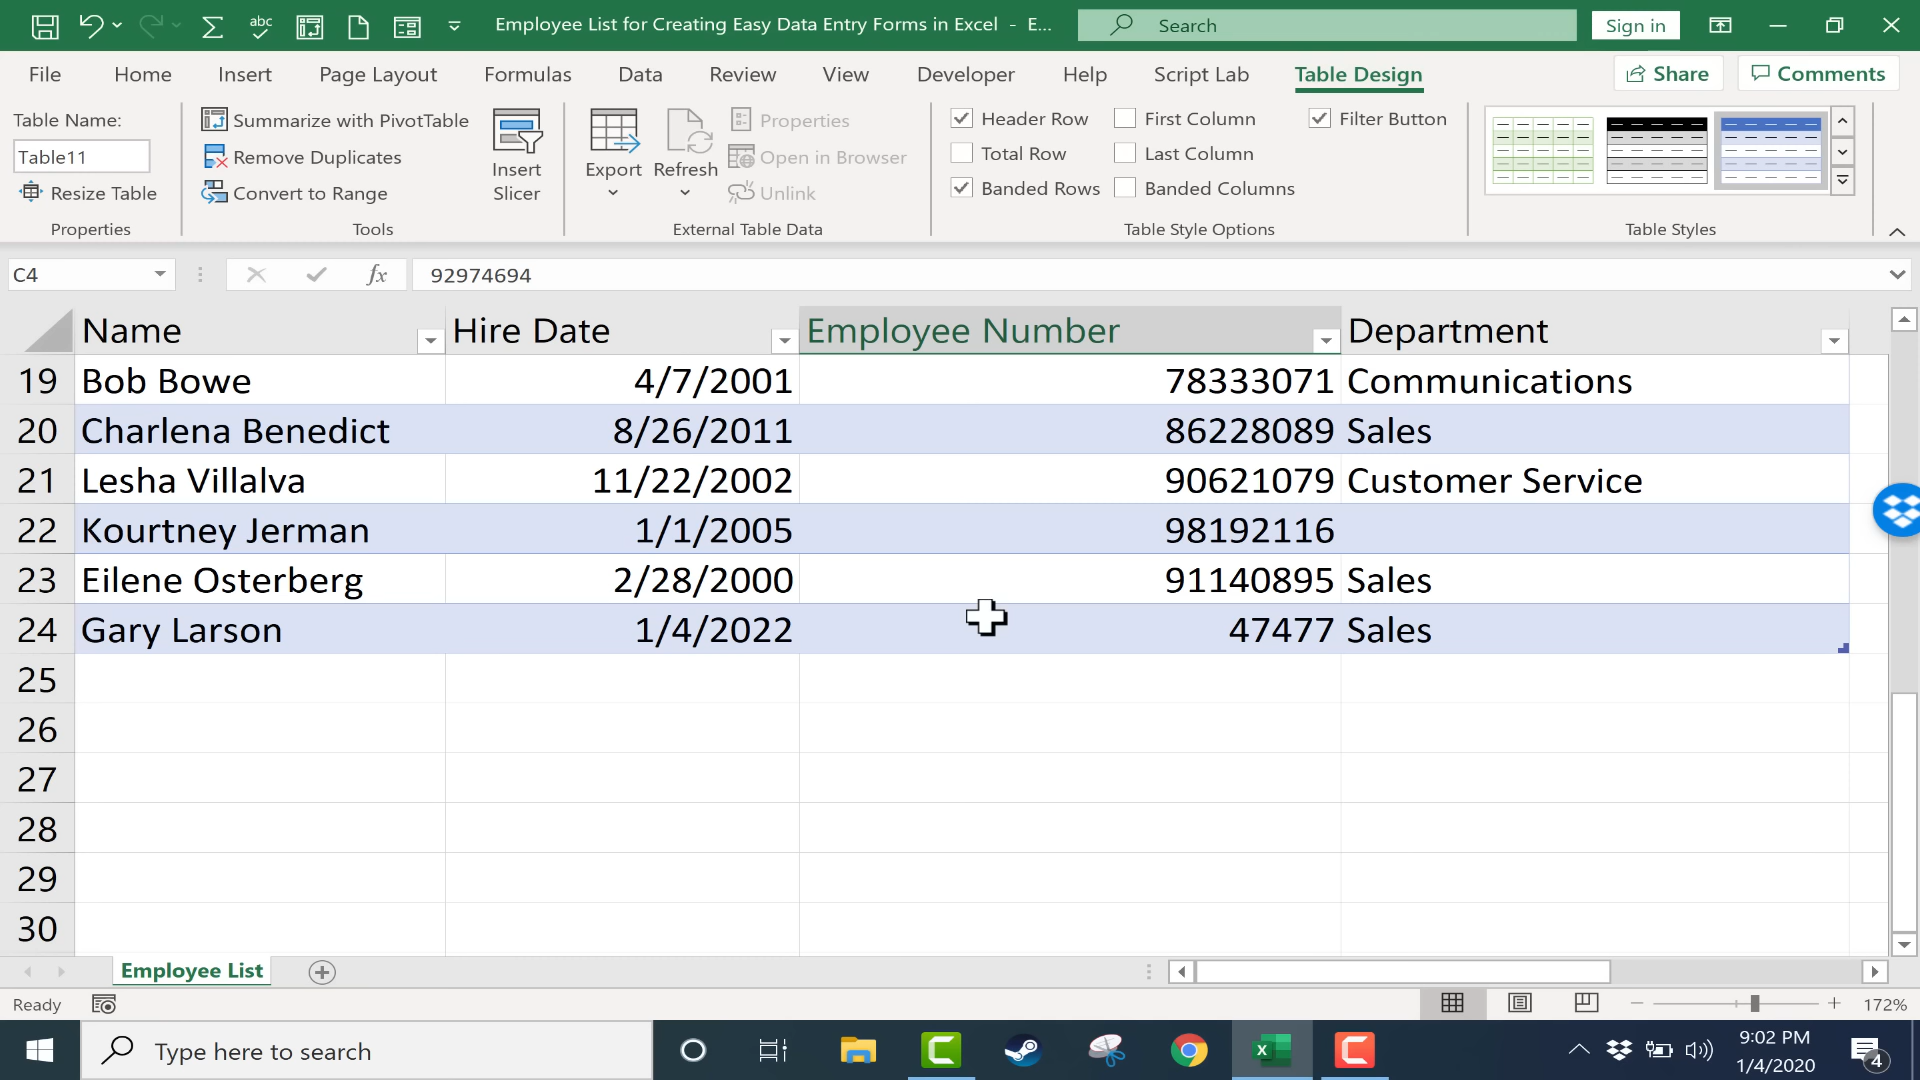 Employee List for Creating Easy Data Entry Forms in Excel - E...
Search
Sign in
File Home Insert Page Layout Formulas Data Review View Developer Help Script Lab Table Design Share Comments
Table Name:
Table11
Resize Table
Properties
Summarize with PivotTable
Remove Duplicates
Convert to Range
Tools
Insert
Slicer
Export
Refresh
Properties
Open in Browser
Unlink
External Table Data
Header Row
Total Row
Banded Rows
First Column
Last Column
Banded Columns
Filter Button
Table Style Options
Table Styles
C4
fx
92974694
Name Hire Date Employee Number Department
19 Bob Bowe 4/7/2001 78333071 Communications
20 Charlena Benedict 8/26/2011 86228089 Sales
21 Lesha Villalva 11/22/2002 90621079 Customer Service
22 Kourtney Jerman 1/1/2005 98192116
23 Eilene Osterberg 2/28/2000 91140895 Sales
24 Gary Larson 1/4/2022 47477 Sales
25
26
27
28
29
30
Employee List
Ready
172%
Type here to search
9:02 PM
1/4/2020
4
abc